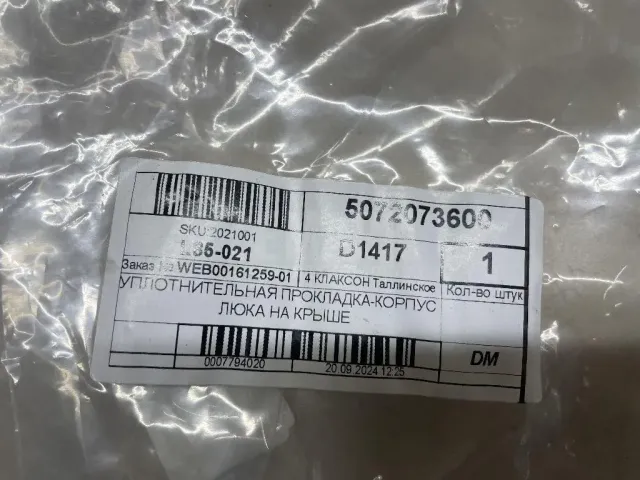 5072073600
SKU:2021001
L35-021
D1417
1
Заказ № WEB00161259-01
4 КЛАКСОН Таллинское
Кол-во штук
УПЛОТНИТЕЛЬНАЯ ПРОКЛАДКА-КОРПУС
ЛЮКА НА КРЫШЕ
DM
0007794020
20.09.2024 12:25